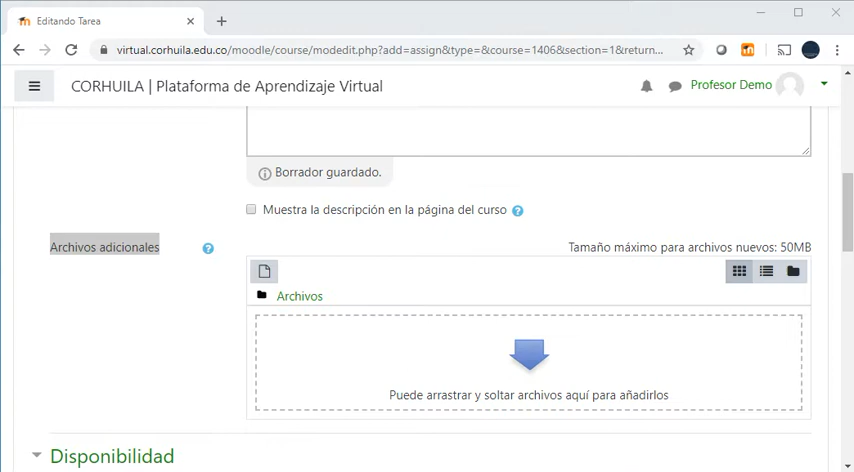 Editando Tarea
virtual.corhuila.edu.co/moodle/course/modedit.php?add=assign&type=&course=1406&section=1&return...
CORHUILA | Plataforma de Aprendizaje Virtual
Profesor Demo
Borrador guardado.
Muestra la descripción en la página del curso
Archivos adicionales
Tamaño máximo para archivos nuevos: 50MB
Archivos
Puede arrastrar y soltar archivos aquí para añadirlos
Disponibilidad